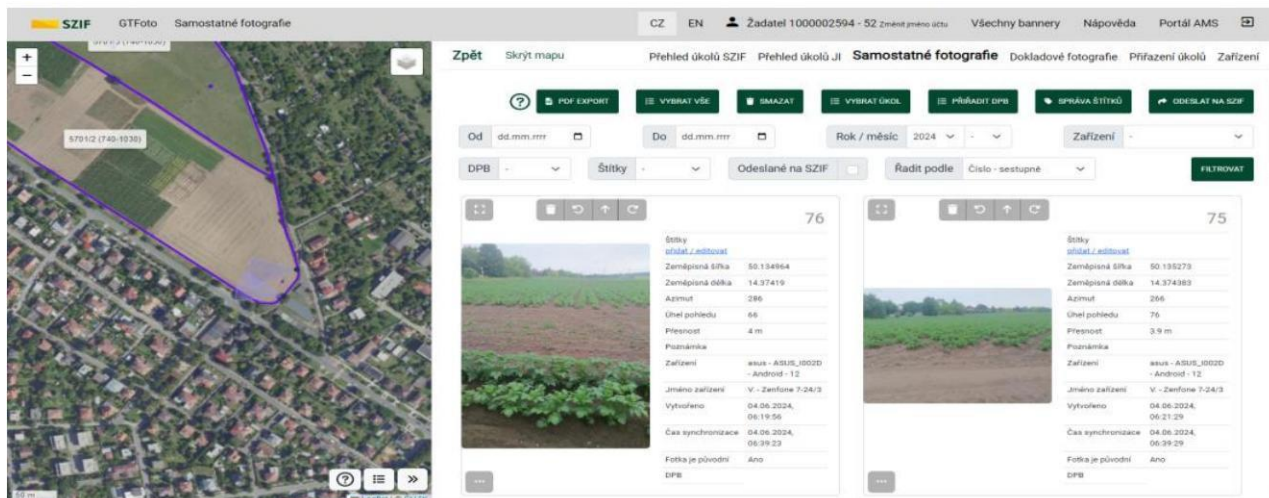 SZIF GTFoto Samostatné fotografie CZ EN Žadatel 1000002594 - 52 Změnit jméno účtu Všechny bannery Nápověda Portál AMS
+
−
5701/3 (740-1030)
5701/2 (740-1030)
60 m
Zpět Skrýt mapu Přehled úkolů SZIF Přehled úkolů JI Samostatné fotografie Dokladové fotografie Přiřazení úkolů Zařízení
? PDF EXPORT VYBRAT VŠE SMAZAT VYBRAT ÚKOL PŘIŘADIT DPB SPRÁVA ŠTÍTKŮ ODESLAT NA SZIF
Od dd.mm.rrrr Do dd.mm.rrrr Rok / měsíc 2024 - Zařízení -
DPB - Štítky - Odeslané na SZIF Řadit podle Číslo - sestupně FILTROVAT
76
Štítky
přidat / editovat
Zeměpisná šířka 50.134964
Zeměpisná délka 14.37419
Azimut 286
Úhel pohledu 66
Přesnost 4 m
Poznámka
Zařízení asus - ASUS_I002D
- Android - 12
Jméno zařízení V. - Zenfone 7-24/3
Vytvořeno 04.06.2024,
06:19:56
Čas synchronizace 04.06.2024,
06:39:23
Fotka je původní Ano
DPB
75
Štítky
přidat / editovat
Zeměpisná šířka 50.135273
Zeměpisná délka 14.374383
Azimut 266
Úhel pohledu 76
Přesnost 3.9 m
Poznámka
Zařízení asus - ASUS_I002D
- Android - 12
Jméno zařízení V. - Zenfone 7-24/3
Vytvořeno 04.06.2024,
06:21:29
Čas synchronizace 04.06.2024,
06:39:29
Fotka je původní Ano
DPB